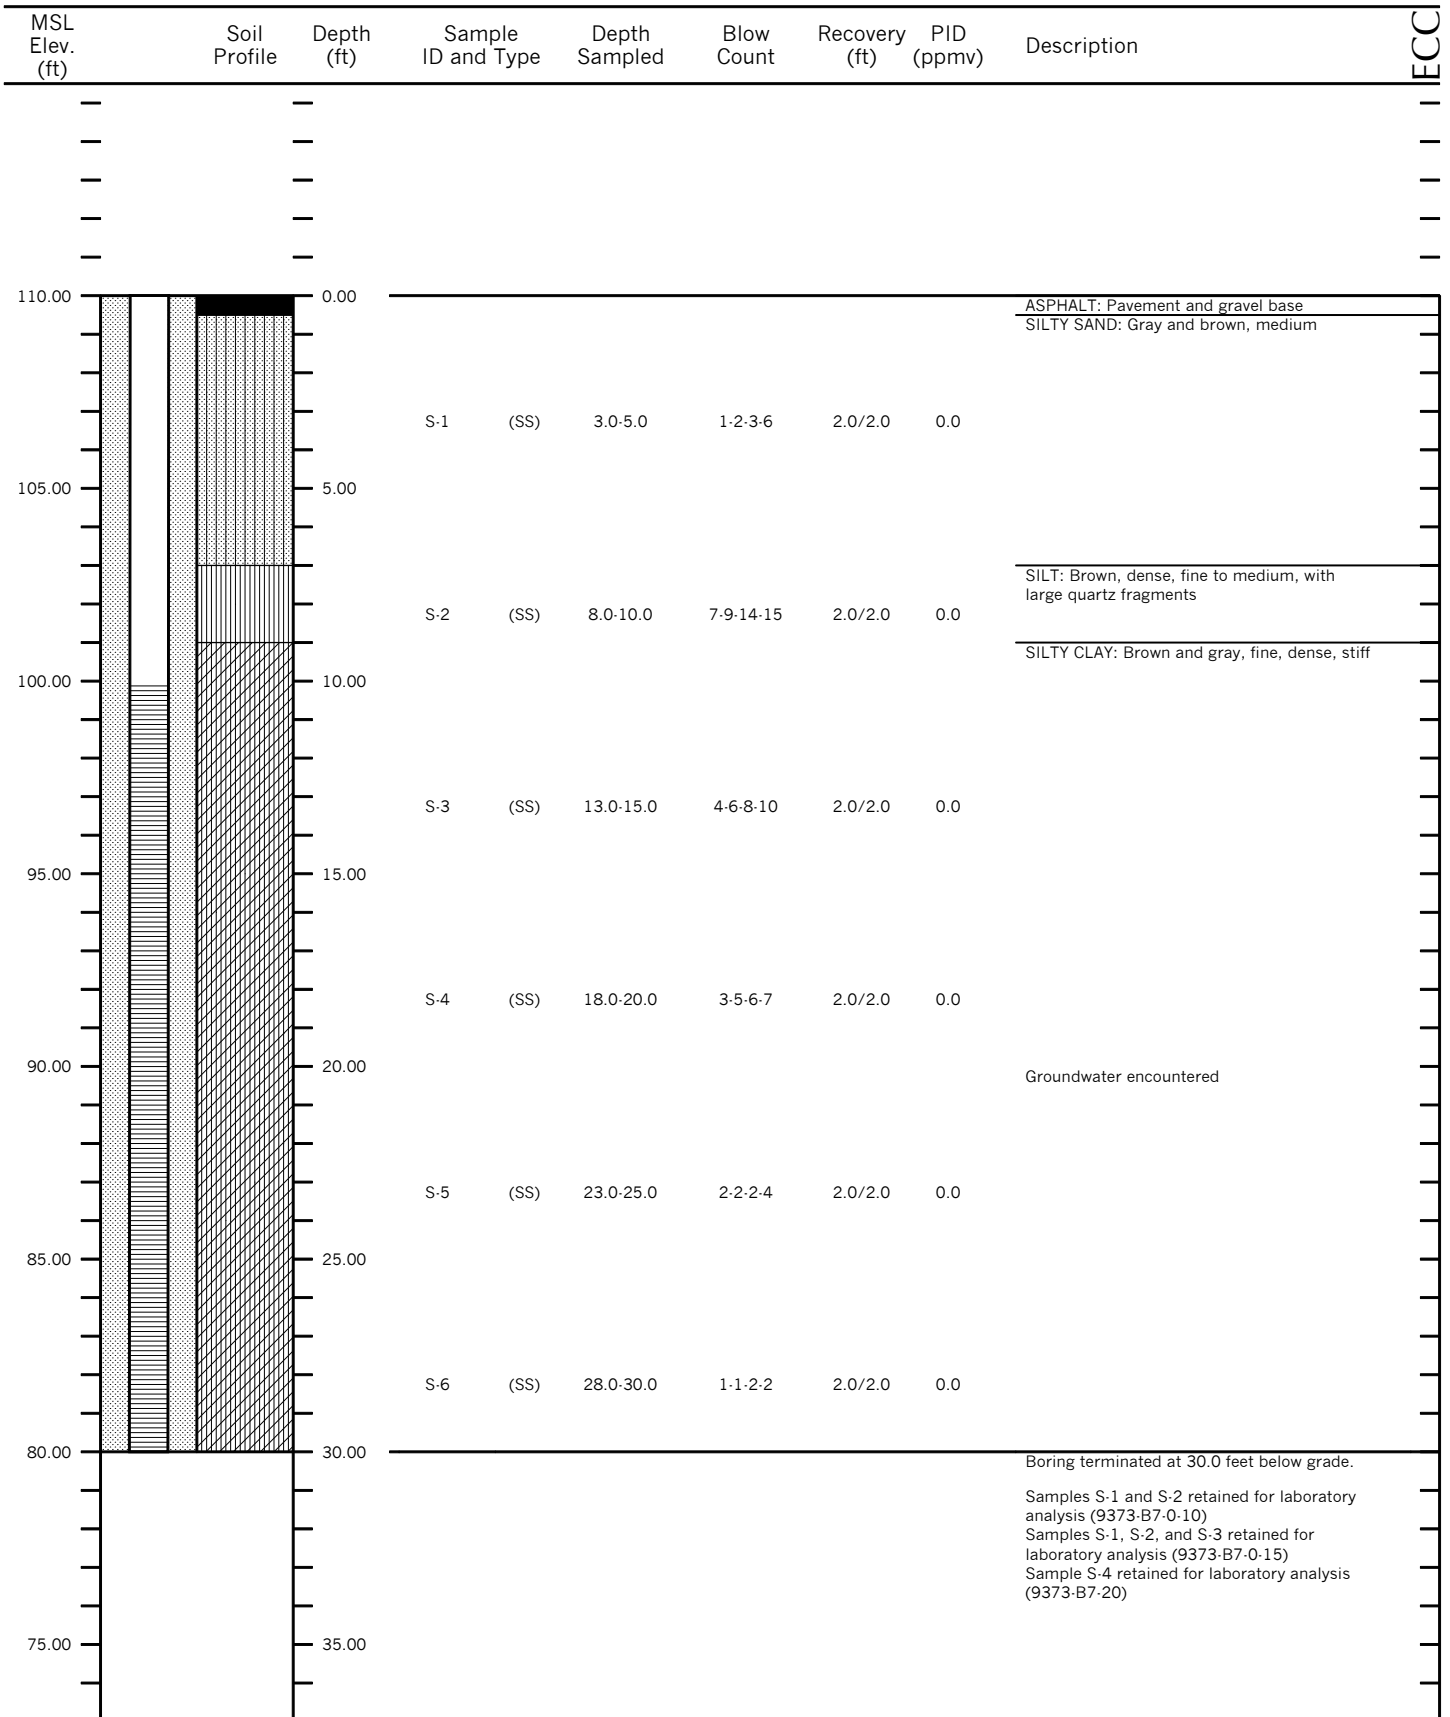 MSL Elev. (ft) Soil Profile Depth (ft) Sample ID and Type Depth Sampled Blow Count Recovery (ft) PID (ppmv) Description ECC
110.00 0.00
ASPHALT: Pavement and gravel base
SILTY SAND: Gray and brown, medium
S-1 (SS) 3.0-5.0 1-2-3-6 2.0/2.0 0.0
105.00 5.00
SILT: Brown, dense, fine to medium, with
large quartz fragments
S-2 (SS) 8.0-10.0 7-9-14-15 2.0/2.0 0.0
SILTY CLAY: Brown and gray, fine, dense, stiff
100.00 10.00
S-3 (SS) 13.0-15.0 4-6-8-10 2.0/2.0 0.0
95.00 15.00
S-4 (SS) 18.0-20.0 3-5-6-7 2.0/2.0 0.0
90.00 20.00
Groundwater encountered
S-5 (SS) 23.0-25.0 2-2-2-4 2.0/2.0 0.0
85.00 25.00
S-6 (SS) 28.0-30.0 1-1-2-2 2.0/2.0 0.0
80.00 30.00
Boring terminated at 30.0 feet below grade.
Samples S-1 and S-2 retained for laboratory
analysis (9373-B7-0-10)
Samples S-1, S-2, and S-3 retained for
laboratory analysis (9373-B7-0-15)
Sample S-4 retained for laboratory analysis
(9373-B7-20)
75.00 35.00